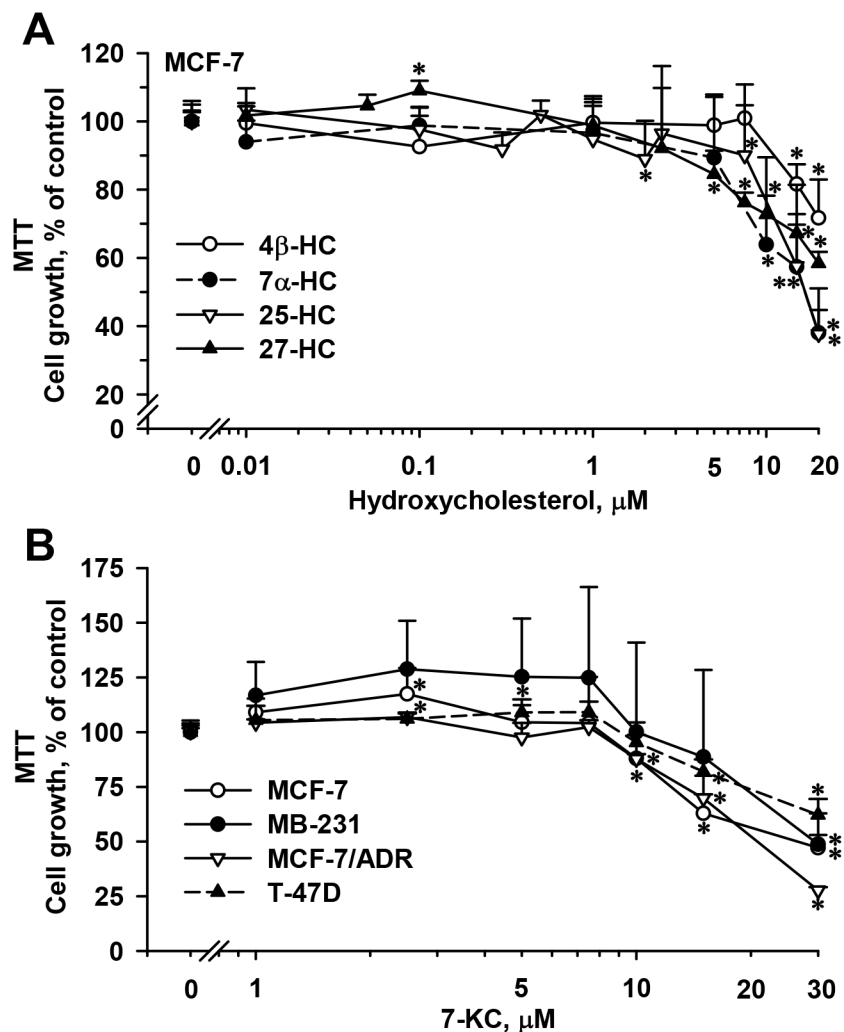 A
MCF-7
120
100
80
60
40
20
0
MTT
Cell growth, % of control
4β-HC
7α-HC
25-HC
27-HC
0 0.01 0.1 1 5 10 20
Hydroxycholesterol, μM
B
175
150
125
100
75
50
25
0
MTT
Cell growth, % of control
MCF-7
MB-231
MCF-7/ADR
T-47D
0 1 5 10 20 30
7-KC, μM